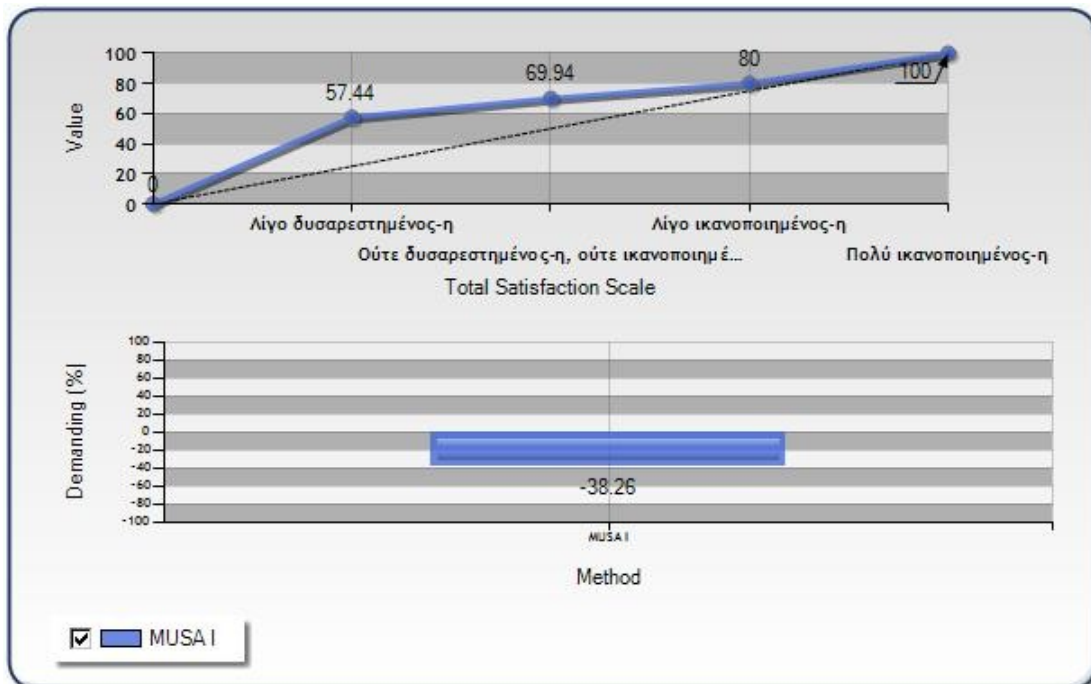 100
80
60
40
20
0
Value
0
57.44
69.94
80
100
Λίγο δυσαρεστημένος-η
Λίγο ικανοποιημένος-η
Ούτε δυσαρεστημένος-η, ούτε ικανοποιημέ...
Πολύ ικανοποιημένος-η
Total Satisfaction Scale
100
80
60
40
20
0
-20
-40
-60
-80
-100
Demanding (%)
-38.26
MUSA I
Method
MUSA I